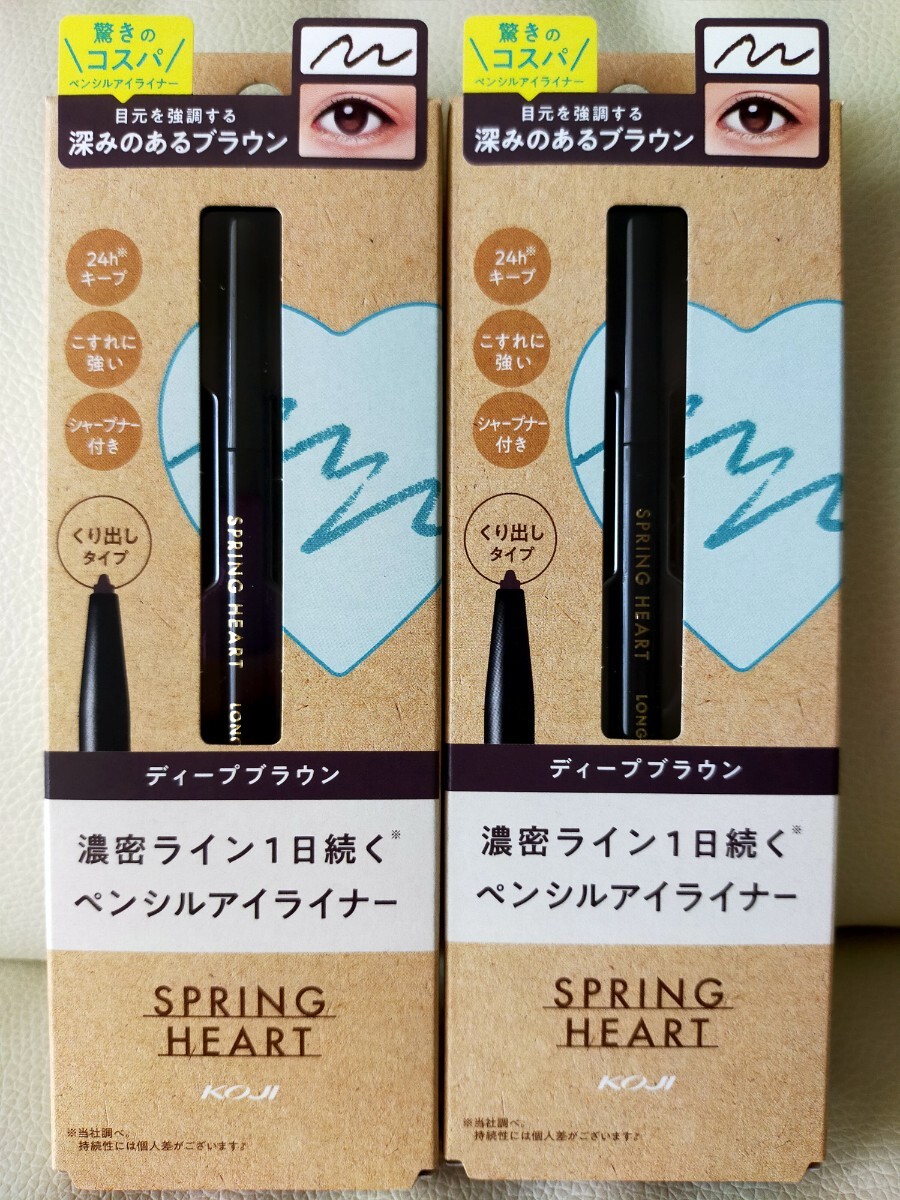 驚きの
コスパ
ペンシルアイライナー
目元を強調する
深みのあるブラウン
24h※
キープ
こすれに
強い
シャープナー
付き
くり出し
タイプ
SPRING HEART LONG
ディープブラウン
濃密ライン1日続く※
ペンシルアイライナー
SPRING
HEART
KOJI
※当社調べ。
持続性には個人差がございます。
驚きの
コスパ
ペンシルアイライナー
目元を強調する
深みのあるブラウン
24h※
キープ
こすれに
強い
シャープナー
付き
くり出し
タイプ
SPRING HEART LONG
ディープブラウン
濃密ライン1日続く※
ペンシルアイライナー
SPRING
HEART
KOJI
※当社調べ。
持続性には個人差がございます。